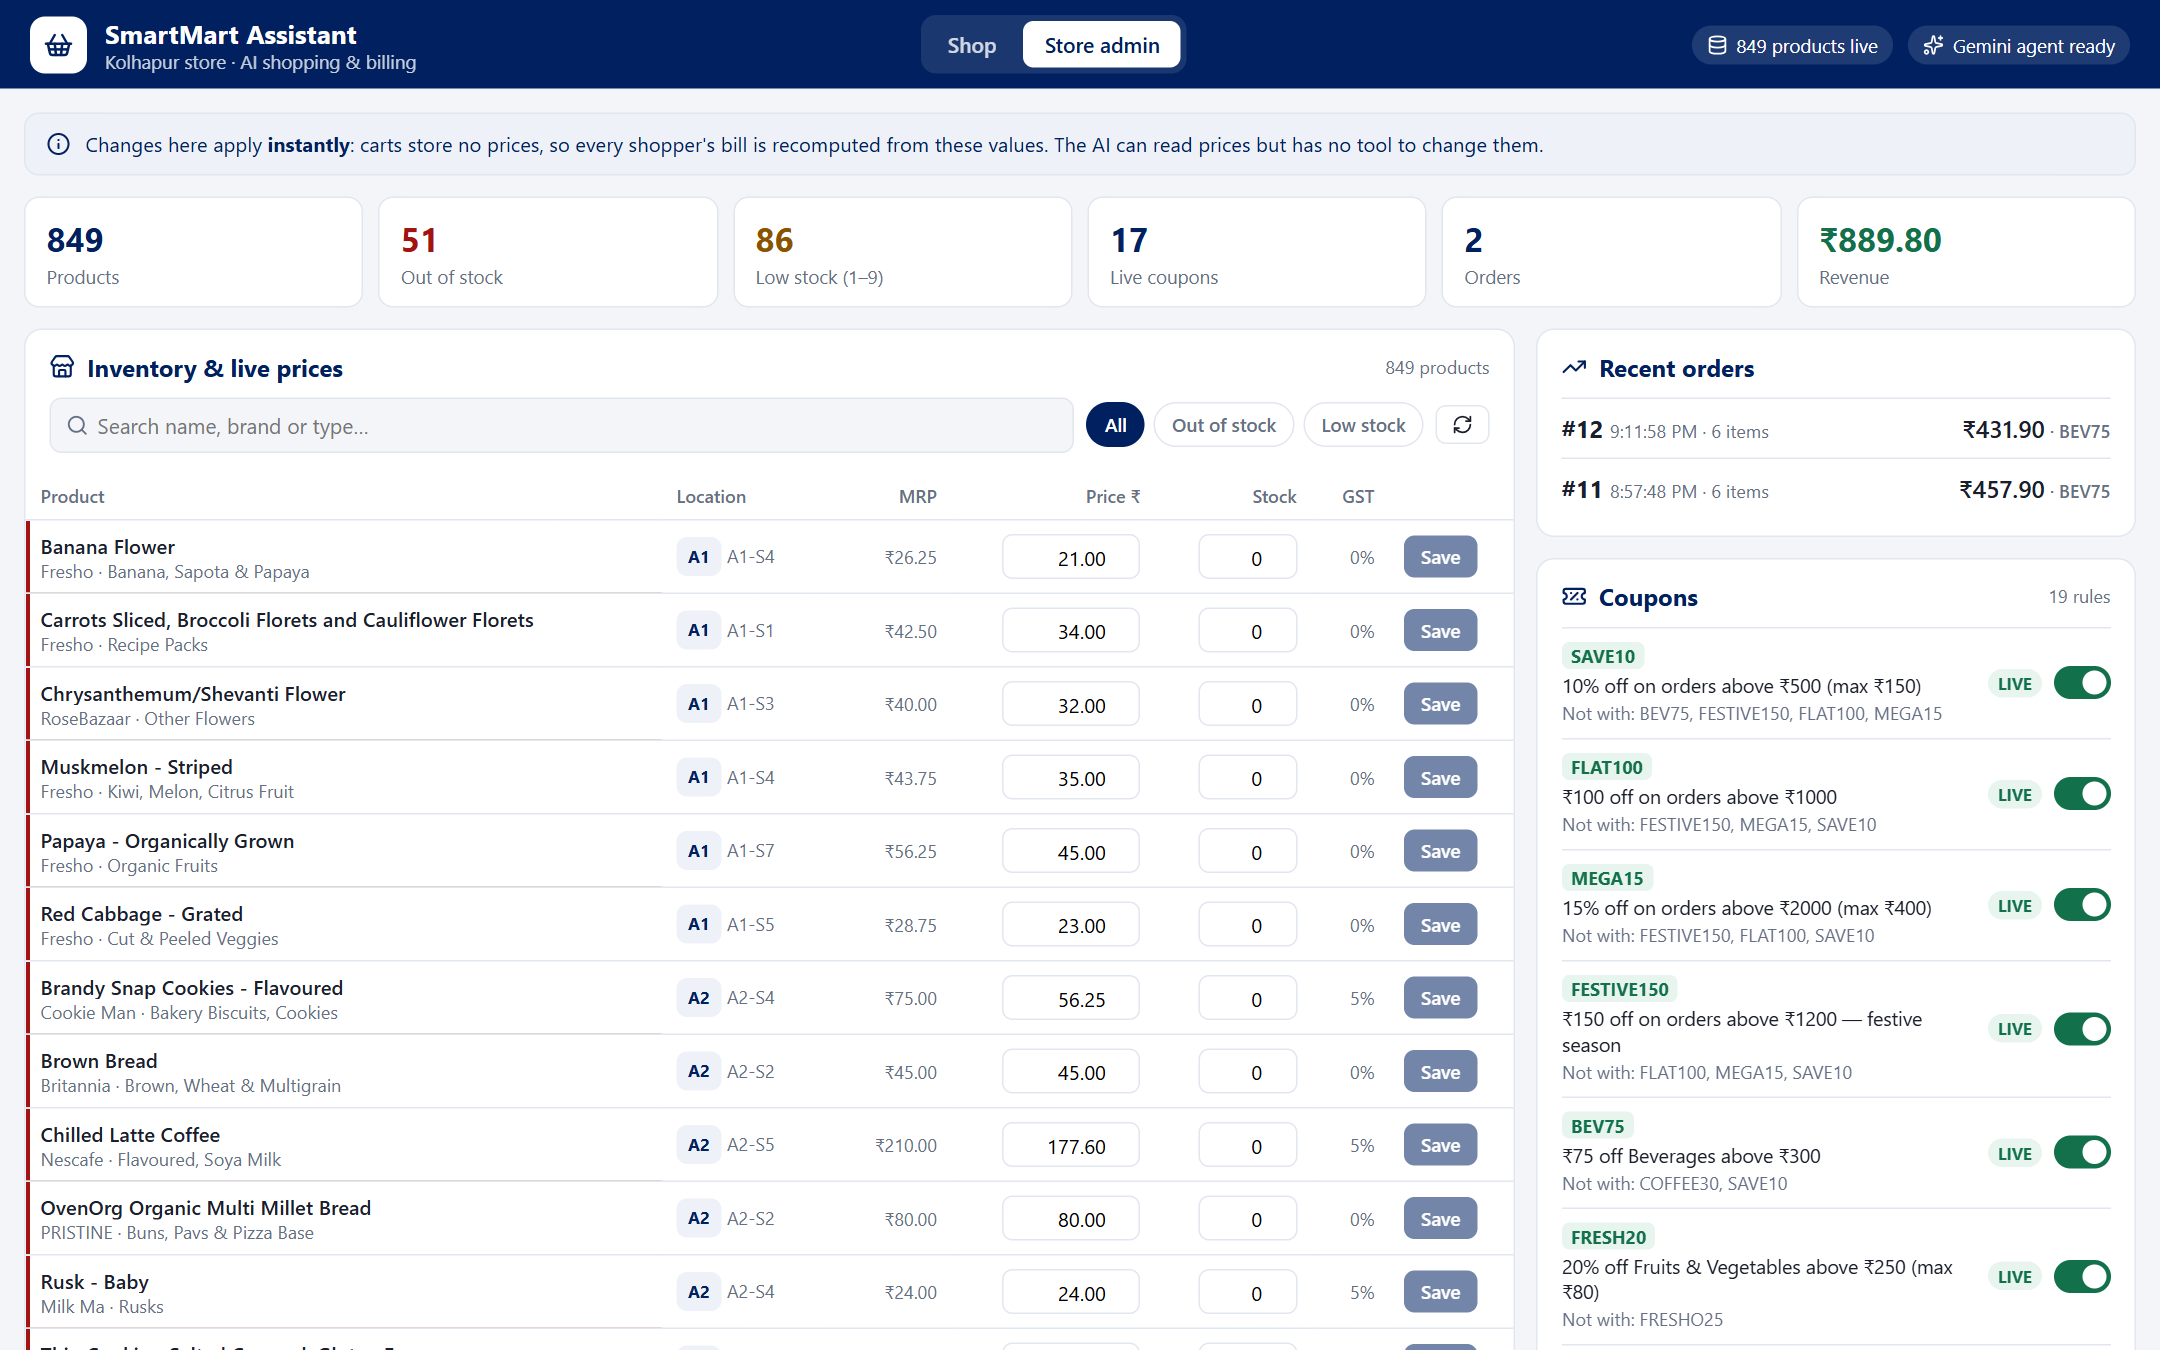 SmartMart Assistant
Kolhapur store · AI shopping & billing
Shop
Store admin
849 products live
Gemini agent ready
Changes here apply instantly: carts store no prices, so every shopper's bill is recomputed from these values. The AI can read prices but has no tool to change them.
849
Products
51
Out of stock
86
Low stock (1–9)
17
Live coupons
2
Orders
₹889.80
Revenue
Inventory & live prices
849 products
Search name, brand or type...
All
Out of stock
Low stock
Product Location MRP Price ₹ Stock GST
Banana Flower
Fresho · Banana, Sapota & Papaya
A1 A1-S4 ₹26.25 21.00 0 0% Save
Carrots Sliced, Broccoli Florets and Cauliflower Florets
Fresho · Recipe Packs
A1 A1-S1 ₹42.50 34.00 0 0% Save
Chrysanthemum/Shevanti Flower
RoseBazaar · Other Flowers
A1 A1-S3 ₹40.00 32.00 0 0% Save
Muskmelon - Striped
Fresho · Kiwi, Melon, Citrus Fruit
A1 A1-S4 ₹43.75 35.00 0 0% Save
Papaya - Organically Grown
Fresho · Organic Fruits
A1 A1-S7 ₹56.25 45.00 0 0% Save
Red Cabbage - Grated
Fresho · Cut & Peeled Veggies
A1 A1-S5 ₹28.75 23.00 0 0% Save
Brandy Snap Cookies - Flavoured
Cookie Man · Bakery Biscuits, Cookies
A2 A2-S4 ₹75.00 56.25 0 5% Save
Brown Bread
Britannia · Brown, Wheat & Multigrain
A2 A2-S2 ₹45.00 45.00 0 0% Save
Chilled Latte Coffee
Nescafe · Flavoured, Soya Milk
A2 A2-S5 ₹210.00 177.60 0 5% Save
OvenOrg Organic Multi Millet Bread
PRISTINE · Buns, Pavs & Pizza Base
A2 A2-S2 ₹80.00 80.00 0 0% Save
Rusk - Baby
Milk Ma · Rusks
A2 A2-S4 ₹24.00 24.00 0 5% Save
Recent orders
#12 9:11:58 PM · 6 items ₹431.90 · BEV75
#11 8:57:48 PM · 6 items ₹457.90 · BEV75
Coupons
19 rules
SAVE10
10% off on orders above ₹500 (max ₹150)
Not with: BEV75, FESTIVE150, FLAT100, MEGA15
LIVE
FLAT100
₹100 off on orders above ₹1000
Not with: FESTIVE150, MEGA15, SAVE10
LIVE
MEGA15
15% off on orders above ₹2000 (max ₹400)
Not with: FESTIVE150, FLAT100, SAVE10
LIVE
FESTIVE150
₹150 off on orders above ₹1200 — festive
season
Not with: FLAT100, MEGA15, SAVE10
LIVE
BEV75
₹75 off Beverages above ₹300
Not with: COFFEE30, SAVE10
LIVE
FRESH20
20% off Fruits & Vegetables above ₹250 (max
₹80)
Not with: FRESHO25
LIVE